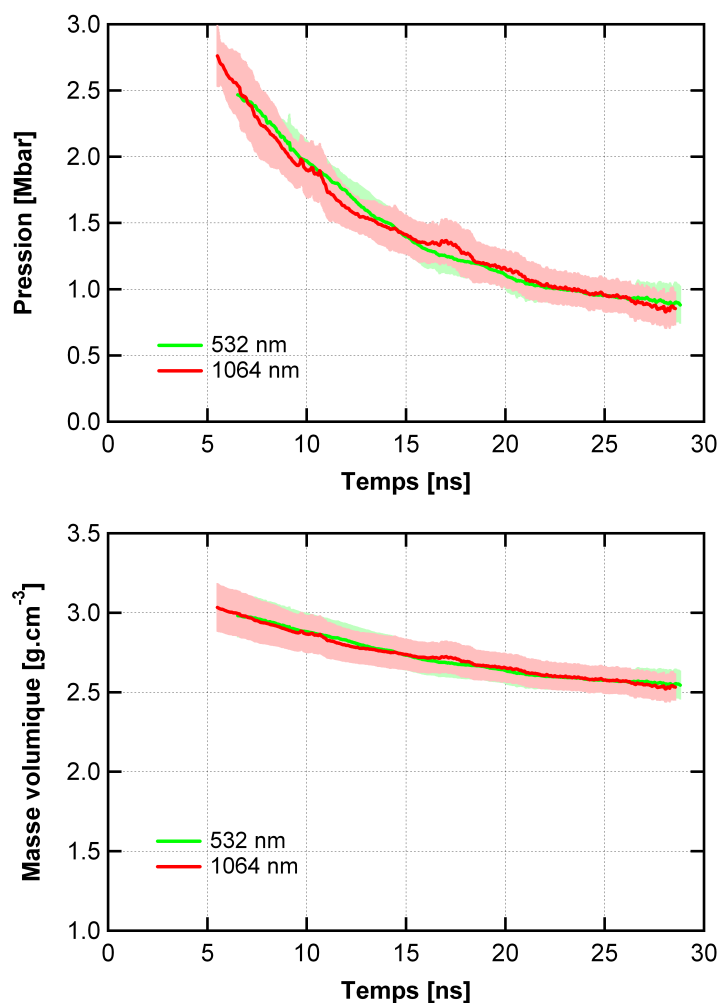 3.0
2.5
2.0
1.5
1.0
0.5
0.0
Pression [Mbar]
532 nm
1064 nm
0 5 10 15 20 25 30
Temps [ns]
3.5
3.0
2.5
2.0
1.5
1.0
Masse volumique [g.cm⁻³]
532 nm
1064 nm
0 5 10 15 20 25 30
Temps [ns]